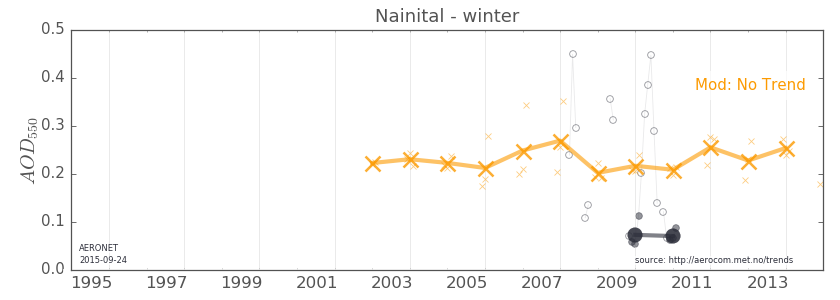 Nainital - winter
0.5
0.4
0.3
0.2
0.1
0.0
AOD550
Mod: No Trend
AERONET
2015-09-24
source: http://aerocom.met.no/trends
1995 1997 1999 2001 2003 2005 2007 2009 2011 2013